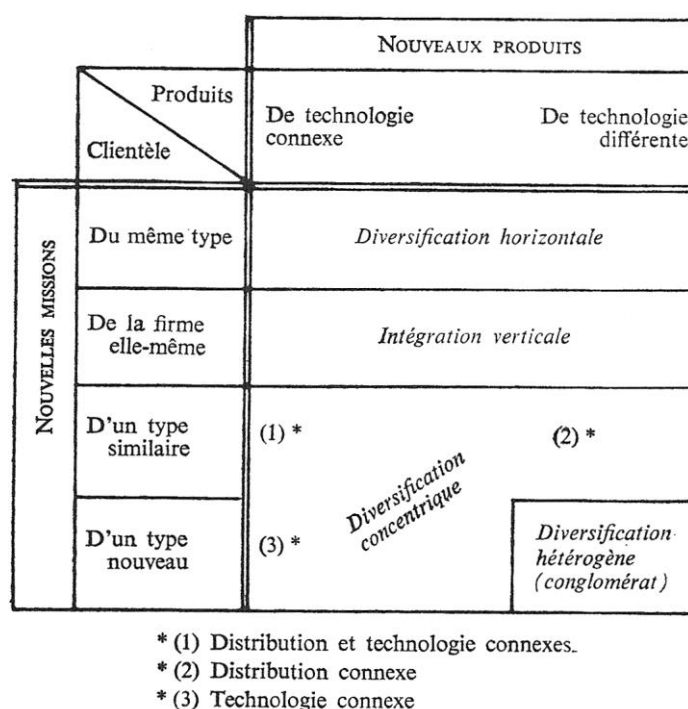 NOUVEAUX PRODUITS
Produits
Clientèle
De technologie
connexe
De technologie
différente
NOUVELLES MISSIONS
Du même type
Diversification horizontale
De la firme
elle-même
Intégration verticale
D'un type
similaire
(1) *
(2) *
Diversification
concentrique
D'un type
nouveau
(3) *
Diversification
hétérogène
(conglomérat)
* (1) Distribution et technologie connexes.
* (2) Distribution connexe
* (3) Technologie connexe